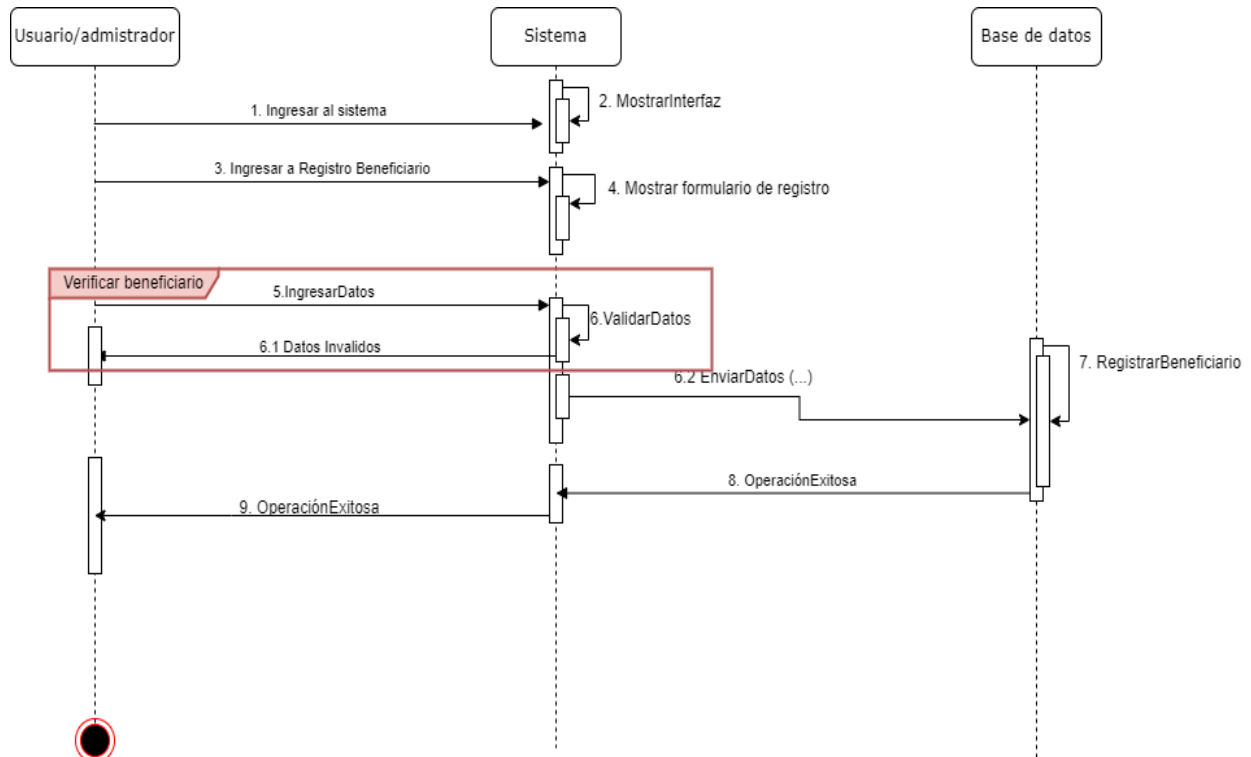 Usuario/admistrador
Sistema
Base de datos
1. Ingresar al sistema
2. MostrarInterfaz
3. Ingresar a Registro Beneficiario
4. Mostrar formulario de registro
Verificar beneficiario
5.IngresarDatos
6.ValidarDatos
6.1 Datos Invalidos
6.2 EnviarDatos (...)
7. RegistrarBeneficiario
8. OperaciónExitosa
9. OperaciónExitosa